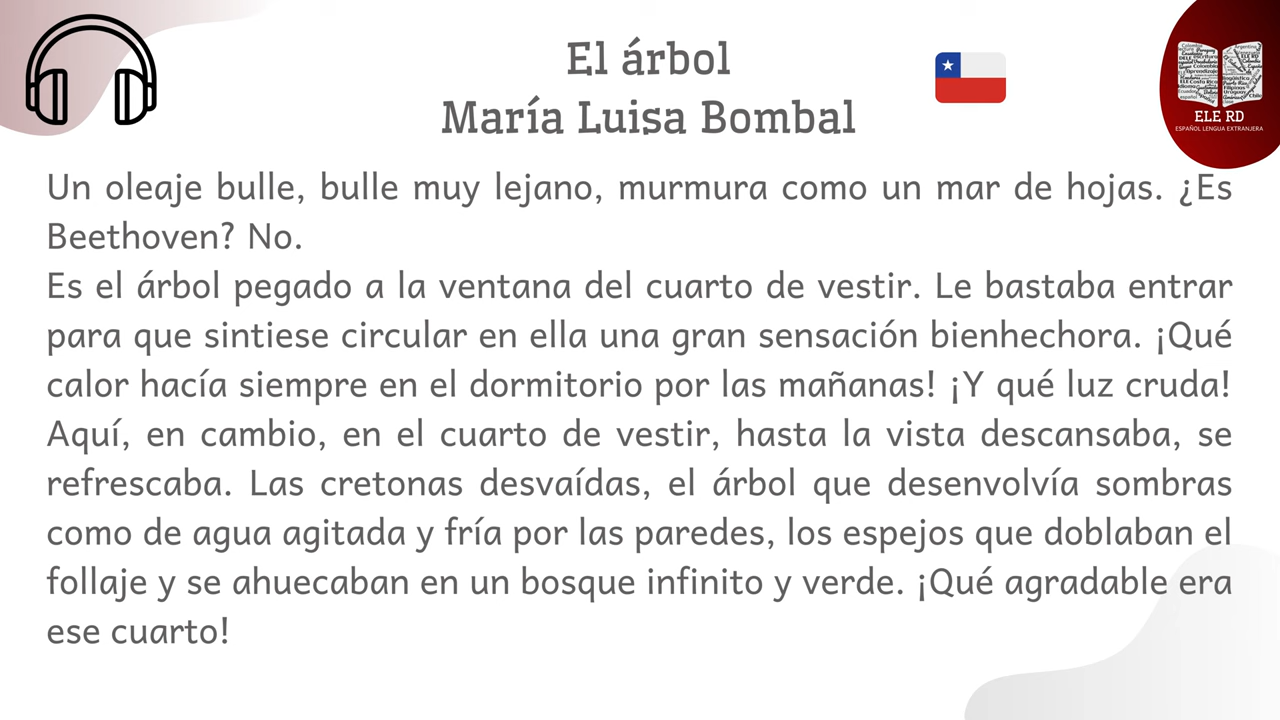 El árbol
María Luisa Bombal
ELE RD
ESPAÑOL LENGUA EXTRANJERA
Un oleaje bulle, bulle muy lejano, murmura como un mar de hojas. ¿Es
Beethoven? No.
Es el árbol pegado a la ventana del cuarto de vestir. Le bastaba entrar
para que sintiese circular en ella una gran sensación bienhechora. ¡Qué
calor hacía siempre en el dormitorio por las mañanas! ¡Y qué luz cruda!
Aquí, en cambio, en el cuarto de vestir, hasta la vista descansaba, se
refrescaba. Las cretonas desvaídas, el árbol que desenvolvía sombras
como de agua agitada y fría por las paredes, los espejos que doblaban el
follaje y se ahuecaban en un bosque infinito y verde. ¡Qué agradable era
ese cuarto!